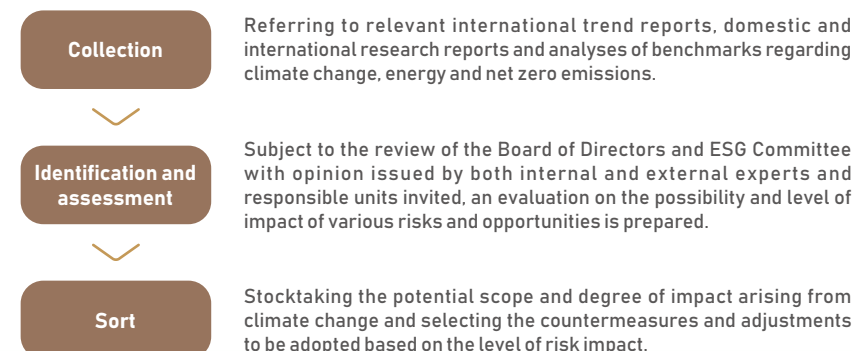 Collection
Referring to relevant international trend reports, domestic and
international research reports and analyses of benchmarks regarding
climate change, energy and net zero emissions.
Identification and
assessment
Subject to the review of the Board of Directors and ESG Committee
with opinion issued by both internal and external experts and
responsible units invited, an evaluation on the possibility and level of
impact of various risks and opportunities is prepared.
Sort
Stocktaking the potential scope and degree of impact arising from
climate change and selecting the countermeasures and adjustments
to be adopted based on the level of risk impact.